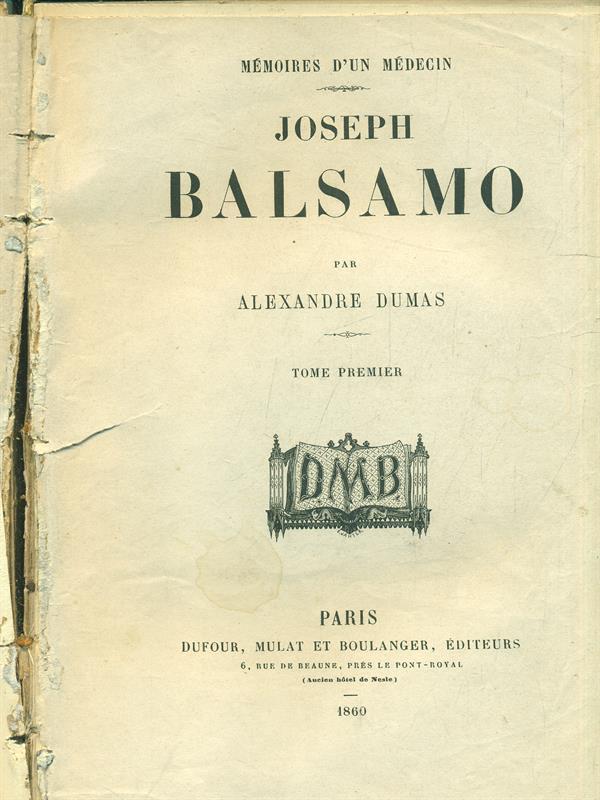 MÉMOIRES D'UN MÉDECIN
JOSEPH
BALSAMO
PAR
ALEXANDRE DUMAS
TOME PREMIER
DMB
PARIS
DUFOUR, MULAT ET BOULANGER, ÉDITEURS
6, RUE DE BEAUNE, PRÈS LE PONT-ROYAL
(Ancien hôtel de Nesle)
1860